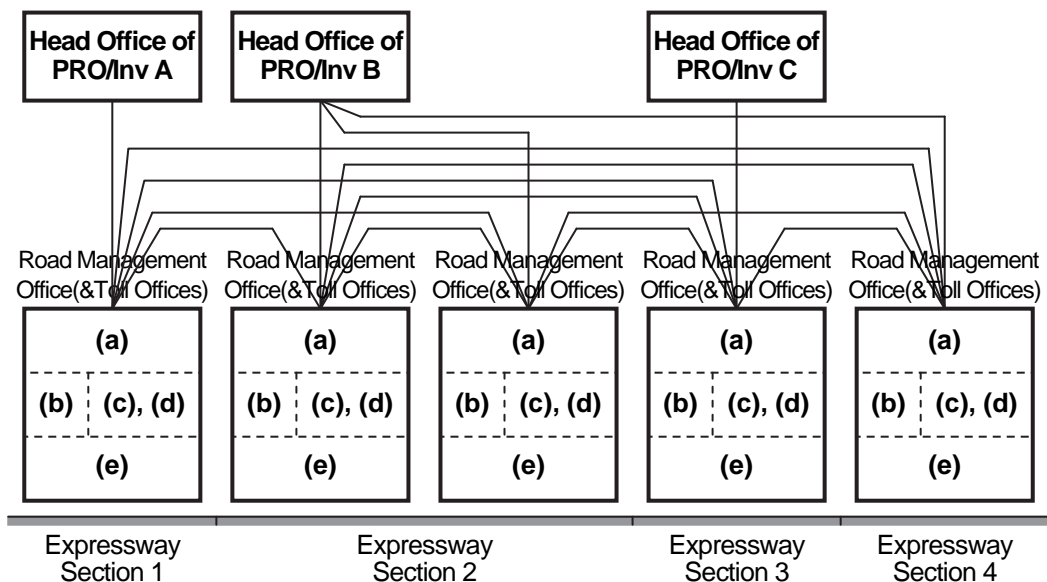 Head Office of
PRO/Inv A
Head Office of
PRO/Inv B
Head Office of
PRO/Inv C
Road Management
Office(&Toll Offices)
Road Management
Office(&Toll Offices)
Road Management
Office(&Toll Offices)
Road Management
Office(&Toll Offices)
Road Management
Office(&Toll Offices)
(a)
(b)
(c), (d)
(e)
(a)
(b)
(c), (d)
(e)
(a)
(b)
(c), (d)
(e)
(a)
(b)
(c), (d)
(e)
(a)
(b)
(c), (d)
(e)
Expressway
Section 1
Expressway
Section 2
Expressway
Section 3
Expressway
Section 4